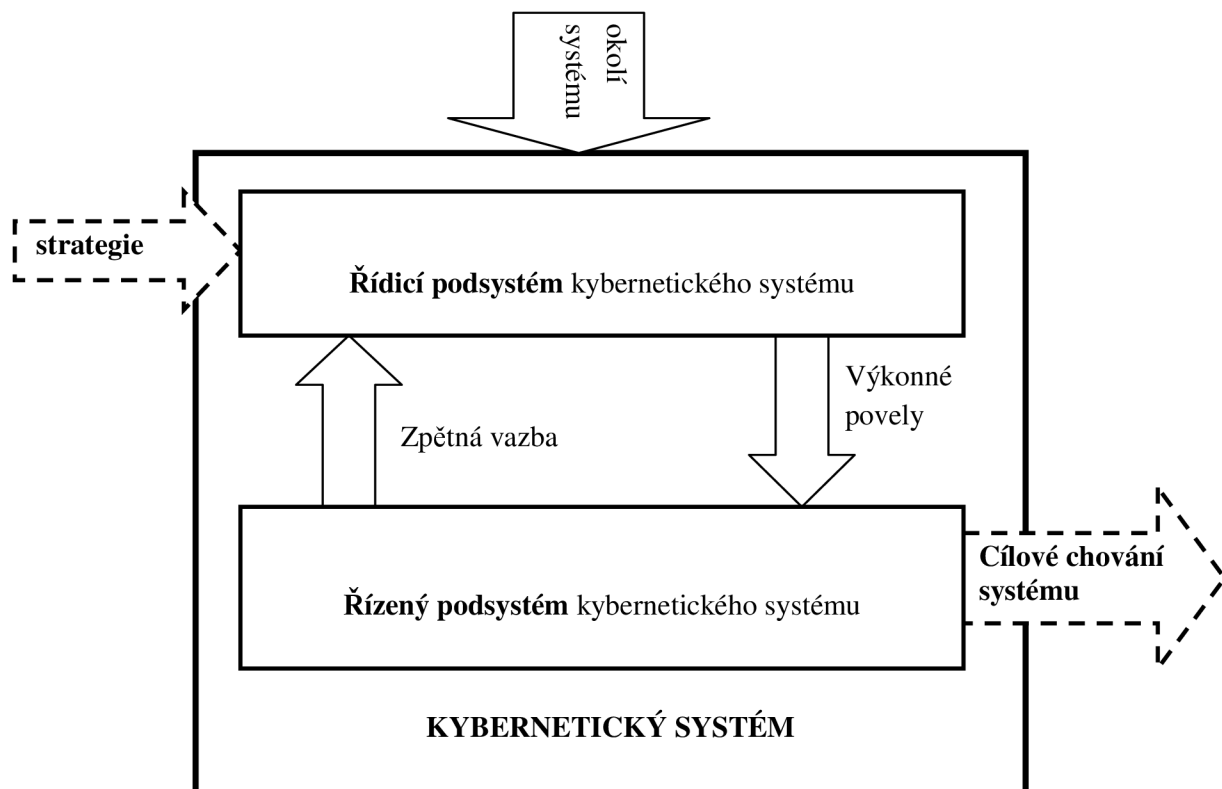 okolí
systému
strategie
Řídicí podsystém kybernetického systému
Výkonné
povely
Zpětná vazba
Cílové chování
systému
Řízený podsystém kybernetického systému
KYBERNETICKÝ SYSTÉM